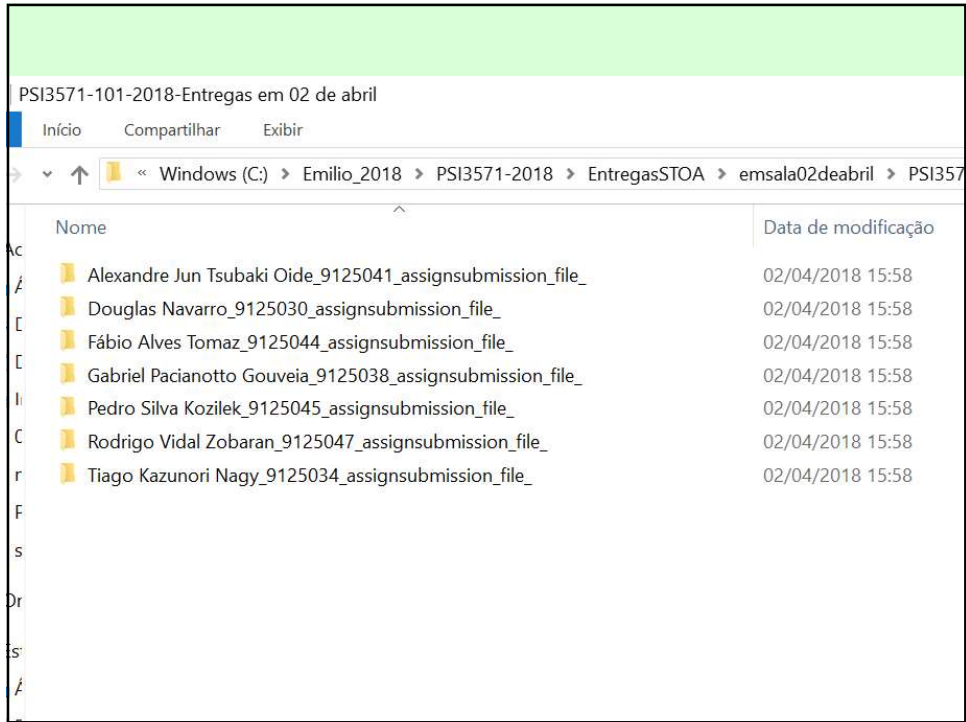 PSI3571-101-2018-Entregas em 02 de abril
Início Compartilhar Exibir
« Windows (C:) > Emilio_2018 > PSI3571-2018 > EntregasSTOA > emsala02deabril > PSI357
Nome Data de modificação
Alexandre Jun Tsubaki Oide_9125041_assignsubmission_file_ 02/04/2018 15:58
Douglas Navarro_9125030_assignsubmission_file_ 02/04/2018 15:58
Fábio Alves Tomaz_9125044_assignsubmission_file_ 02/04/2018 15:58
Gabriel Pacianotto Gouveia_9125038_assignsubmission_file_ 02/04/2018 15:58
Pedro Silva Kozilek_9125045_assignsubmission_file_ 02/04/2018 15:58
Rodrigo Vidal Zobaran_9125047_assignsubmission_file_ 02/04/2018 15:58
Tiago Kazunori Nagy_9125034_assignsubmission_file_ 02/04/2018 15:58